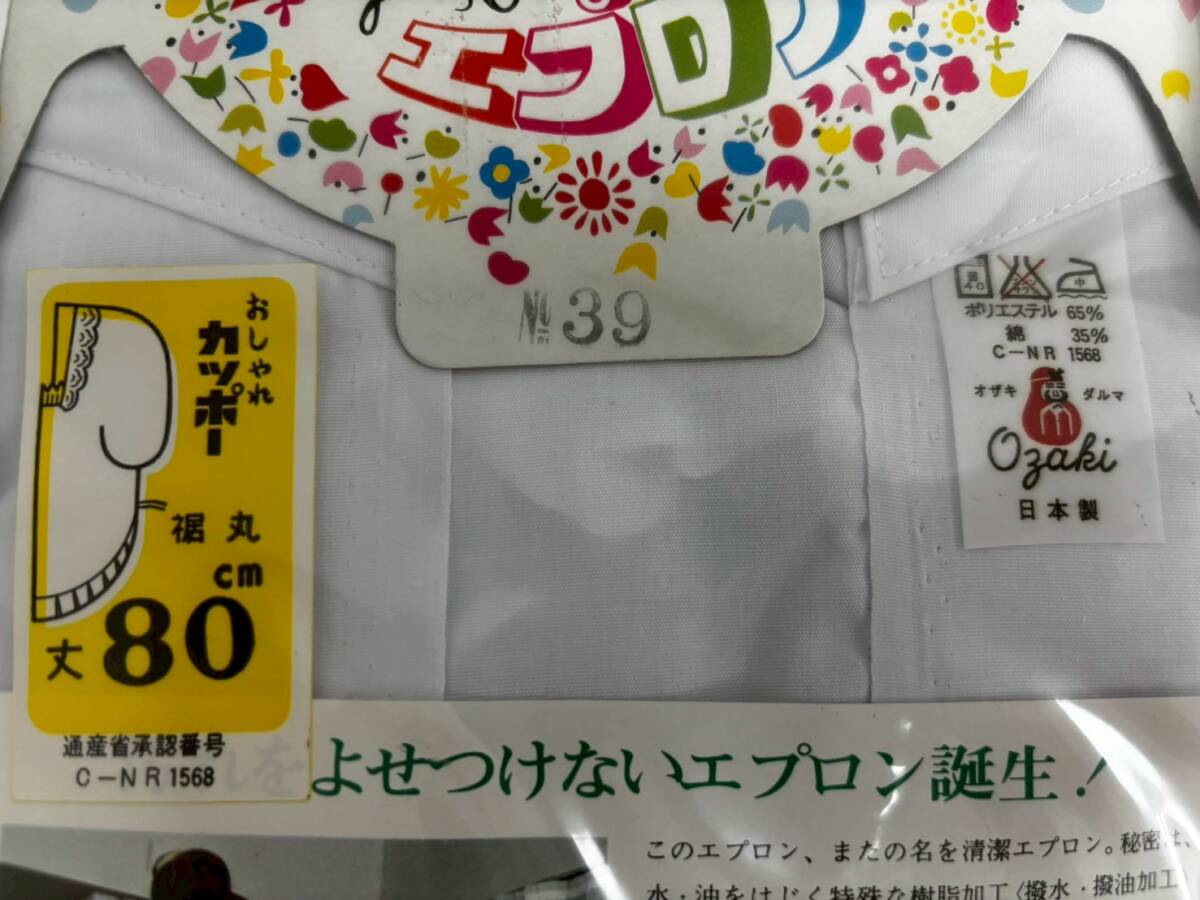 エプロン
№39
おしゃれ
カッポー
裾丸
cm
丈80
通産省承認番号
C-NR1568
中
ポリエステル 65%
綿 35%
C-NR 1568
オザキ ダルマ
Ozaki
日本製
をよせつけないエプロン誕生!
このエプロン、またの名を清潔エプロン。秘密は、
水・油をはじく特殊な樹脂加工〈撥水・撥油加工〉